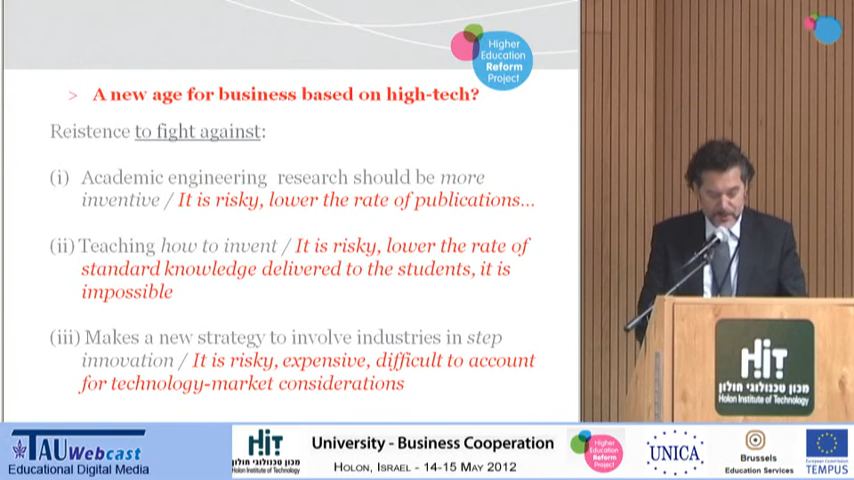 Higher
Education
Reform
Project
> A new age for business based on high-tech?
Reistence to fight against:
(i) Academic engineering research should be more
inventive / It is risky, lower the rate of publications...
(ii) Teaching how to invent / It is risky, lower the rate of
standard knowledge delivered to the students, it is
impossible
(iii) Makes a new strategy to involve industries in step
innovation / It is risky, expensive, difficult to account
for technology-market considerations
HiT
מכון טכנולוגי חולון
Holon Institute of Technology
TAU Webcast
Educational Digital Media
HiT
מכון טכנולוגי חולון
Holon Institute of Technology
University - Business Cooperation
HOLON, ISRAEL - 14-15 MAY 2012
Higher
Education
Reform
Project
UNICA
Brussels
Education Services
TEMPUS